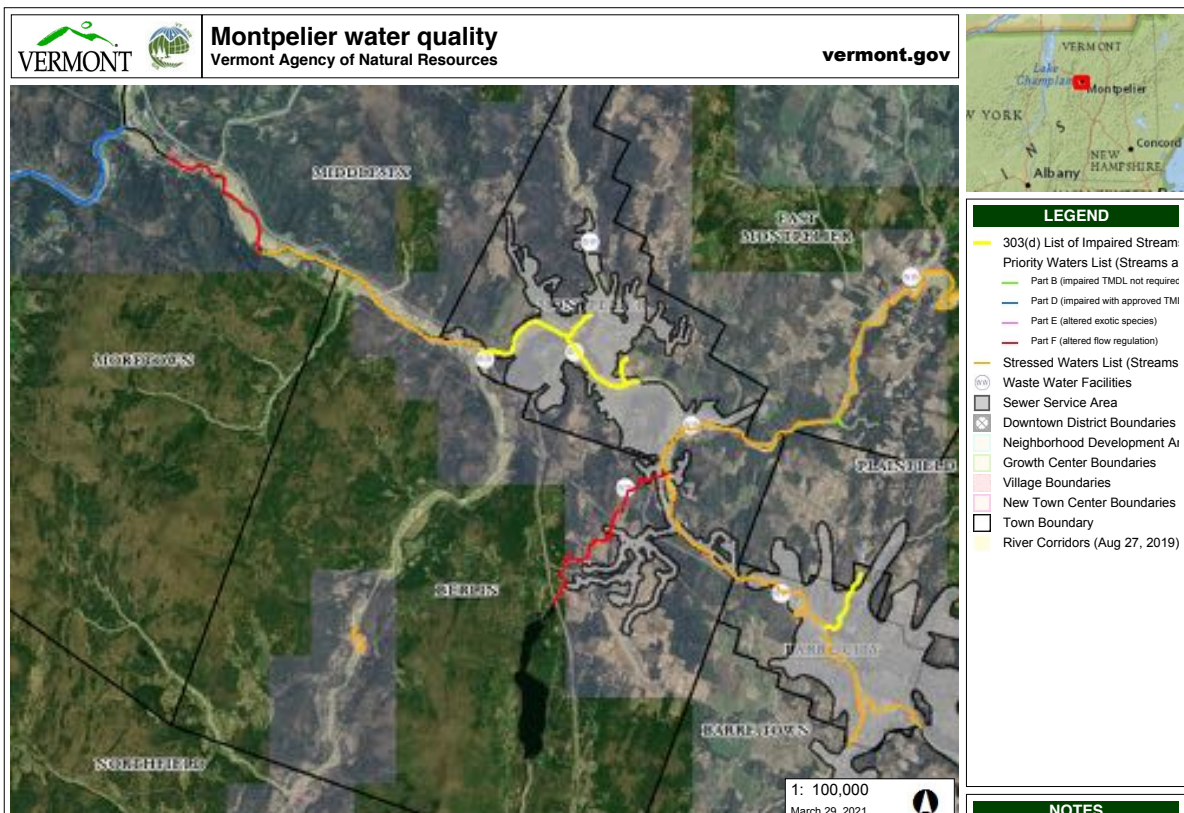 VERMONT
Montpelier water quality
Vermont Agency of Natural Resources
vermont.gov
VERMONT
Lake
Champlain
Montpelier
W YORK
Concord
NEW
HAMPSHIRE
Albany
MIDDLESEX
EAST
MONTPELIER
MORETOWN
PLAINFIELD
BERLIN
BARRE CITY
BARRE TOWN
NORTHFIELD
1: 100,000
March 29, 2021
LEGEND
303(d) List of Impaired Streams
Priority Waters List (Streams a
Part B (impaired TMDL not required
Part D (impaired with approved TMI
Part E (altered exotic species)
Part F (altered flow regulation)
Stressed Waters List (Streams
WW Waste Water Facilities
Sewer Service Area
Downtown District Boundaries
Neighborhood Development Ar
Growth Center Boundaries
Village Boundaries
New Town Center Boundaries
Town Boundary
River Corridors (Aug 27, 2019)
NOTES